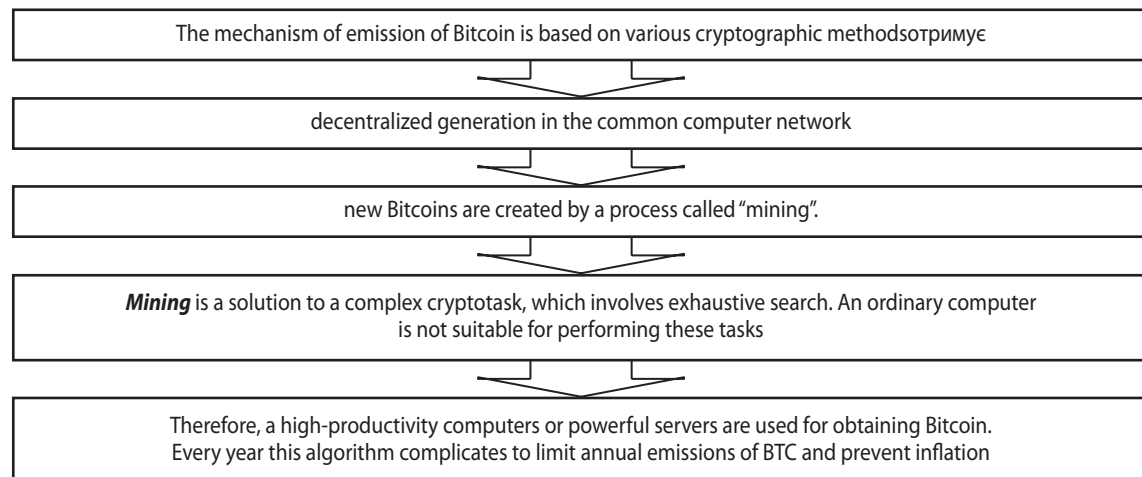 The mechanism of emission of Bitcoin is based on various cryptographic methodsотримує
decentralized generation in the common computer network
new Bitcoins are created by a process called “mining”.
Mining is a solution to a complex cryptotask, which involves exhaustive search. An ordinary computer
is not suitable for performing these tasks
Therefore, a high-productivity computers or powerful servers are used for obtaining Bitcoin.
Every year this algorithm complicates to limit annual emissions of BTC and prevent inflation